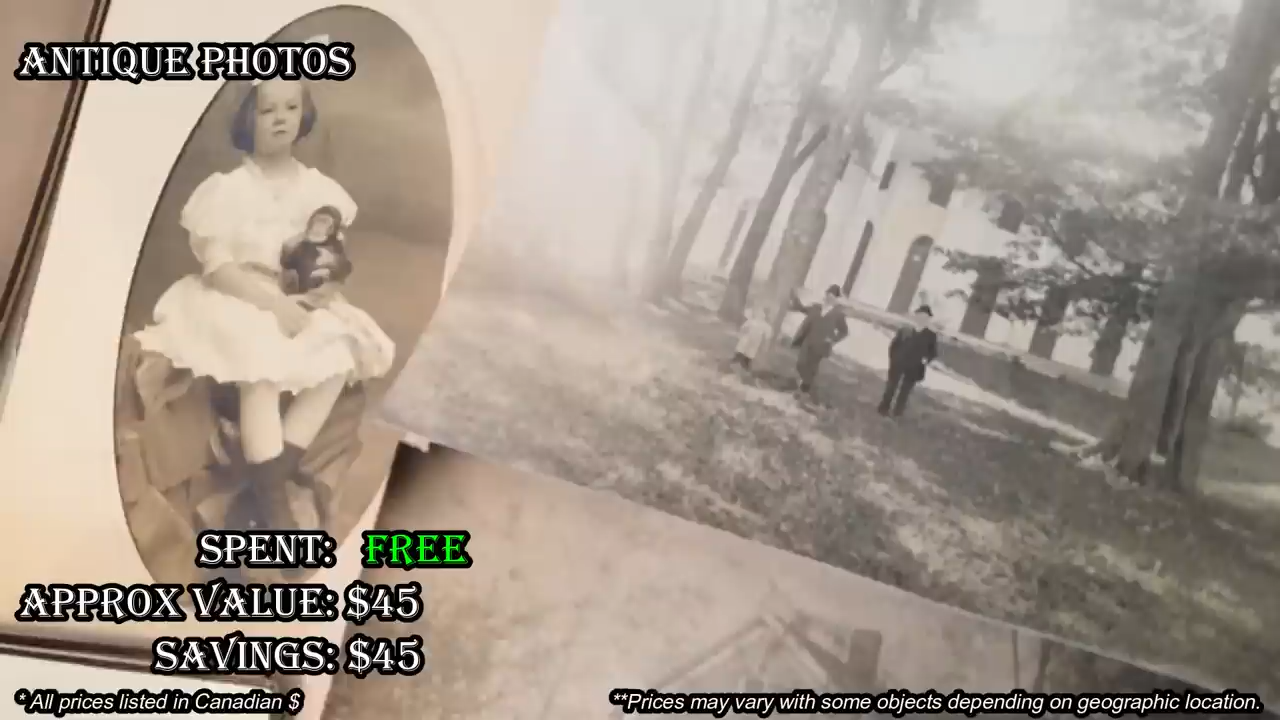 ANTIQUE PHOTOS
SPENT: FREE
APPROX VALUE: $45
SAVINGS: $45
* All prices listed in Canadian $
**Prices may vary with some objects depending on geographic location.